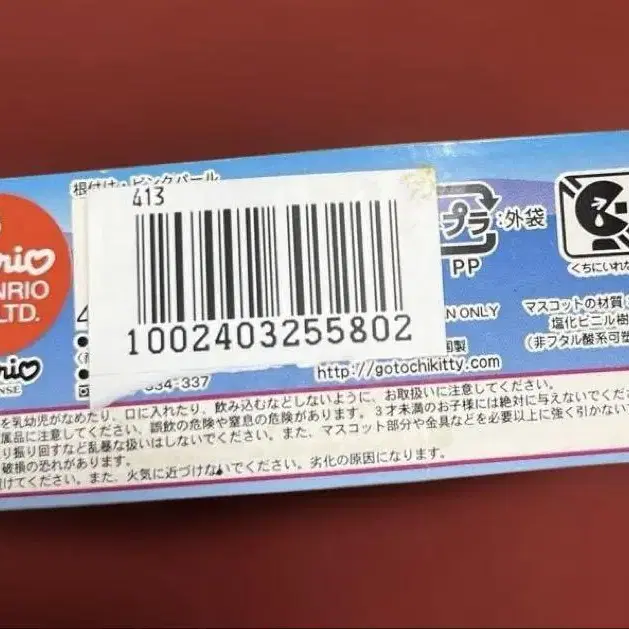 根付け・ピンクパール
413
1002403255802
rio
NRIO
LTD.
rio
NSE
プラ
:外袋
PP
くちにいれな
N ONLY
国製
http://gotochikitty.com
334-337
マスコットの材質
塩化ビニル樹
(非フタル酸系可塑
を乳幼児がなめたり、口に入れたり、飲み込むなどしないように、お取扱いに注意してください。
属品に注意してください。誤飲の危険や窒息の危険があります。3才未満のお子様には絶対に与えないでくだ
り振り回すなど乱暴な扱いはしないでください。また、マスコット部分や金具などを必要以上に強く引かない
破損の恐れがあります。
けてください。また、火気に近づけないでください。劣化の原因になります。